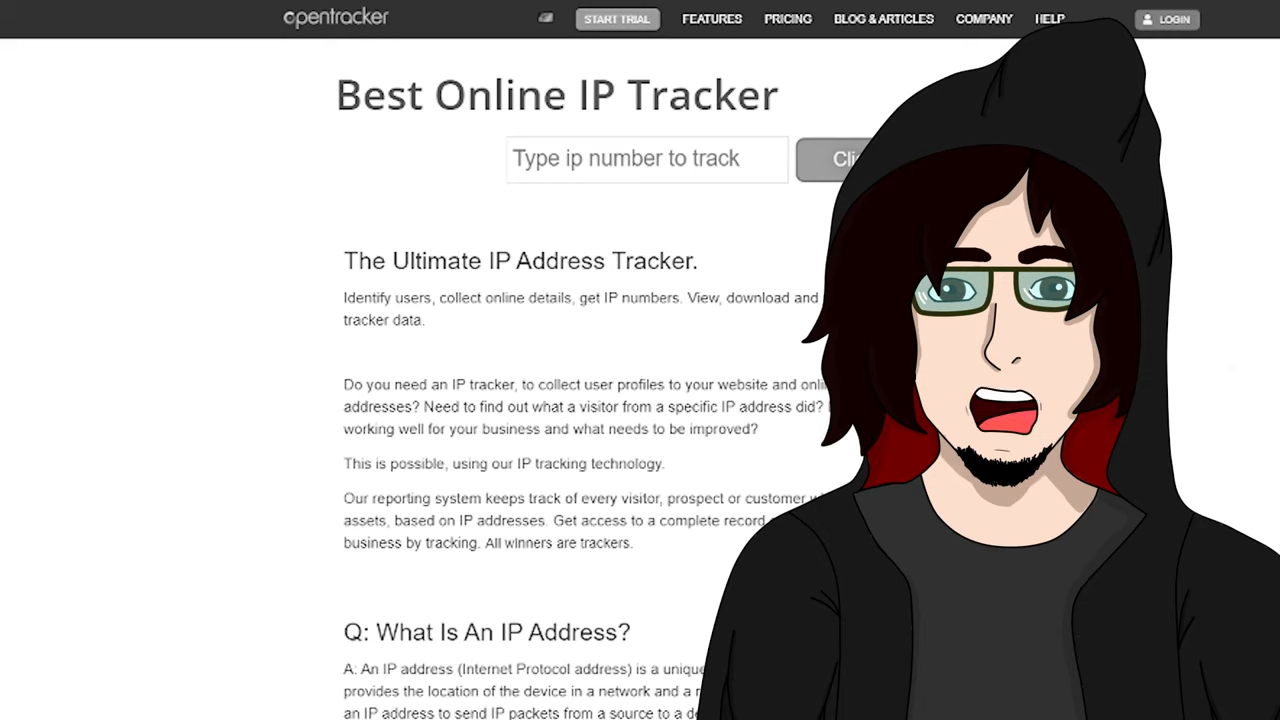 opentracker
START TRIAL FEATURES PRICING BLOG & ARTICLES COMPANY HELP LOGIN
Best Online IP Tracker
Type ip number to track
The Ultimate IP Address Tracker.
Identify users, collect online details, get IP numbers. View, download and
tracker data.
Do you need an IP tracker, to collect user profiles to your website and
addresses? Need to find out what a visitor from a specific IP address did?
working well for your business and what needs to be improved?
This is possible, using our IP tracking technology.
Our reporting system keeps track of every visitor, prospect or customer
assets, based on IP addresses. Get access to a complete record
business by tracking. All winners are trackers.
Q: What Is An IP Address?
A: An IP address (Internet Protocol address) is a
provides the location of the device in a network and a
an IP address to send IP packets from a source to a